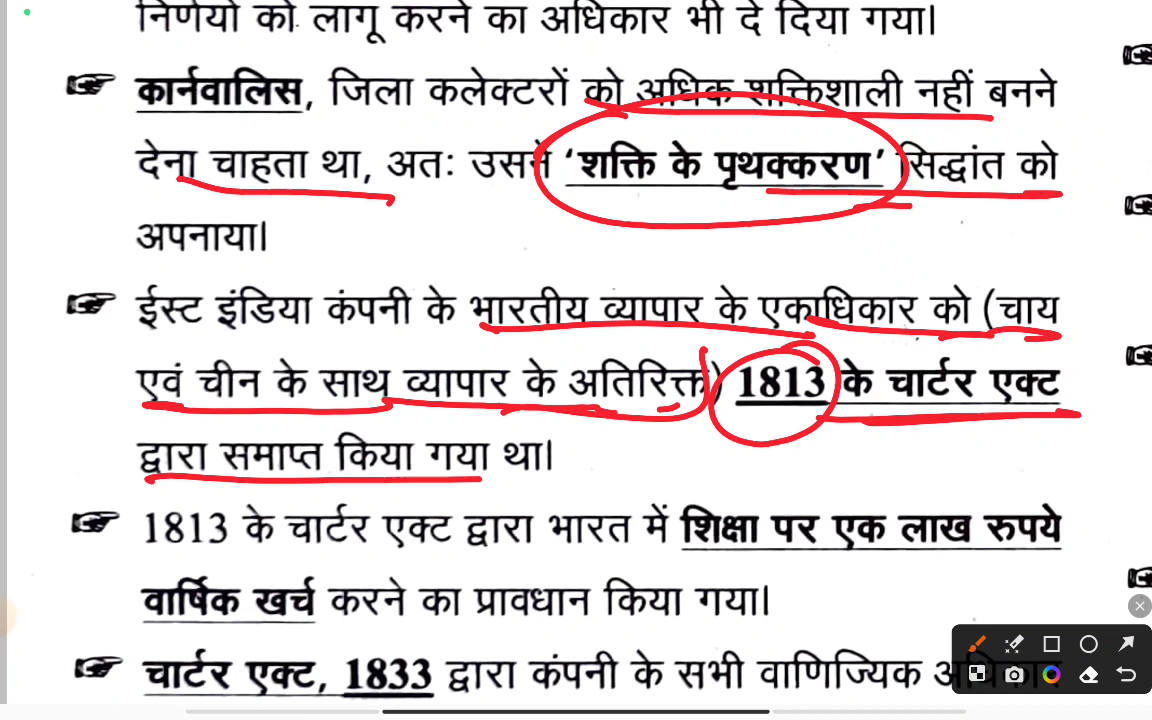 निर्णयों को लागू करने का अधिकार भी दे दिया गया।
कार्नवालिस, जिला कलेक्टरों को अधिक शक्तिशाली नहीं बनने
देना चाहता था, अतः उसने ‘शक्ति के पृथक्करण’ सिद्धांत को
अपनाया।
ईस्ट इंडिया कंपनी के भारतीय व्यापार के एकाधिकार को (चाय
एवं चीन के साथ व्यापार के अतिरिक्त) 1813 के चार्टर एक्ट
द्वारा समाप्त किया गया था।
1813 के चार्टर एक्ट द्वारा भारत में शिक्षा पर एक लाख रुपये
वार्षिक खर्च करने का प्रावधान किया गया।
चार्टर एक्ट, 1833 द्वारा कंपनी के सभी वाणिज्यिक